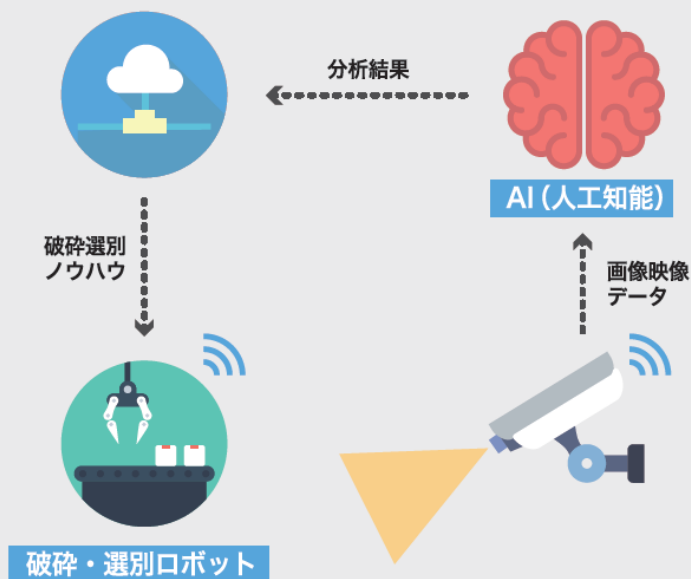 分析結果
AI（人工知能）
破砕選別
ノウハウ
画像映像
データ
破砕・選別ロボット